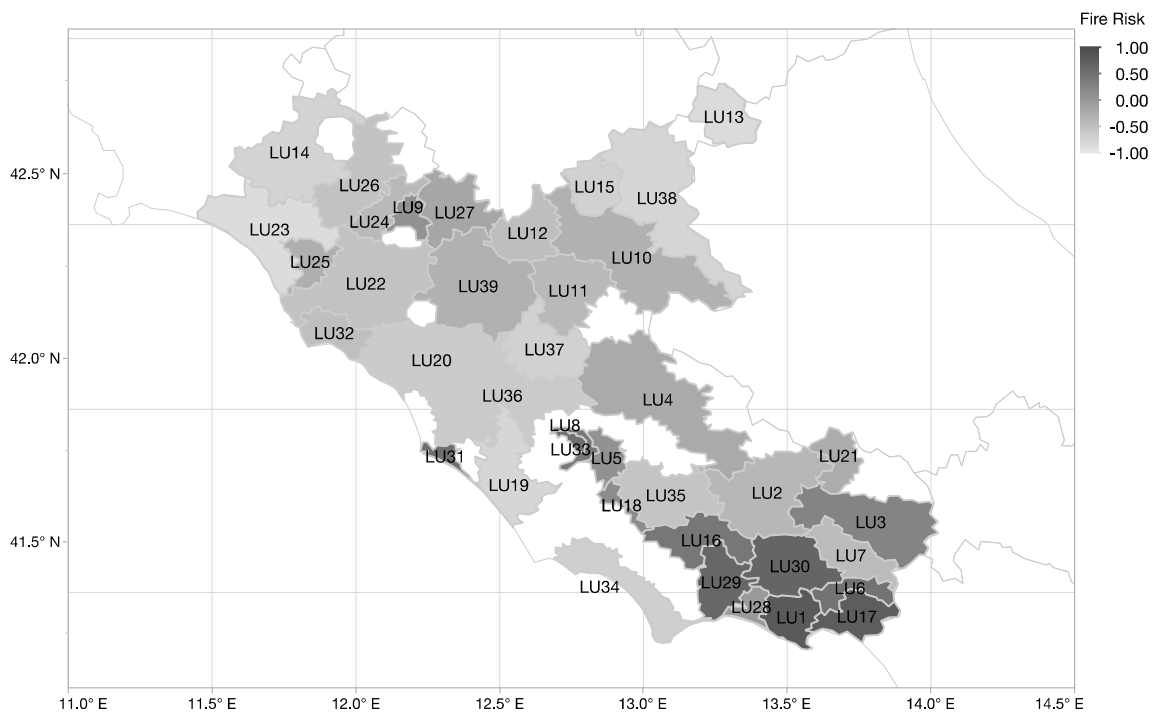 Fire Risk
1.00
0.50
0.00
-0.50
-1.00
LU13
LU14
42.5° N
LU26
LU15
LU38
LU9
LU27
LU24
LU23
LU12
LU25
LU10
LU22
LU39
LU11
LU32
LU37
42.0° N
LU20
LU36
LU4
LU8
LU33
LU31
LU5
LU21
LU19
LU35
LU2
LU18
LU3
41.5° N
LU16
LU7
LU30
LU29
LU34
LU6
LU28
LU1
LU17
11.0° E 11.5° E 12.0° E 12.5° E 13.0° E 13.5° E 14.0° E 14.5° E